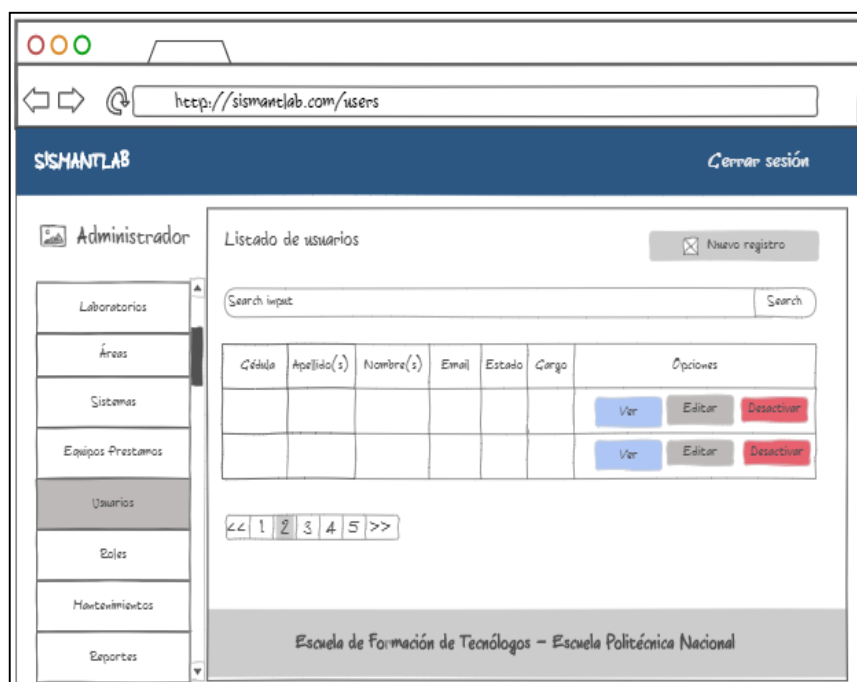 http://sismantlab.com/users
SISMANTLAB
Cerrar sesión
Administrador
Laboratorios
Áreas
Sistemas
Equipos Prestamos
Usuarios
Roles
Mantenimientos
Reportes
Listado de usuarios
Nuevo registro
Search input
Search
Cédula Apellido(s) Nombre(s) Email Estado Cargo Opciones
Ver Editar Desactivar
Ver Editar Desactivar
<< 1 2 3 4 5 >>
Escuela de Formación de Tecnólogos – Escuela Politécnica Nacional